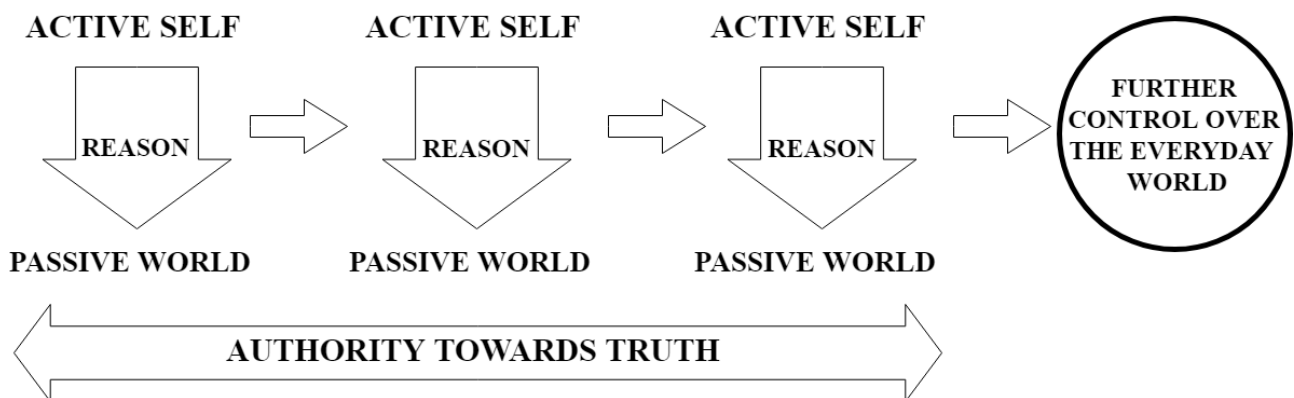 ACTIVE SELF
ACTIVE SELF
ACTIVE SELF
REASON
REASON
REASON
FURTHER
CONTROL OVER
THE EVERYDAY
WORLD
PASSIVE WORLD
PASSIVE WORLD
PASSIVE WORLD
AUTHORITY TOWARDS TRUTH